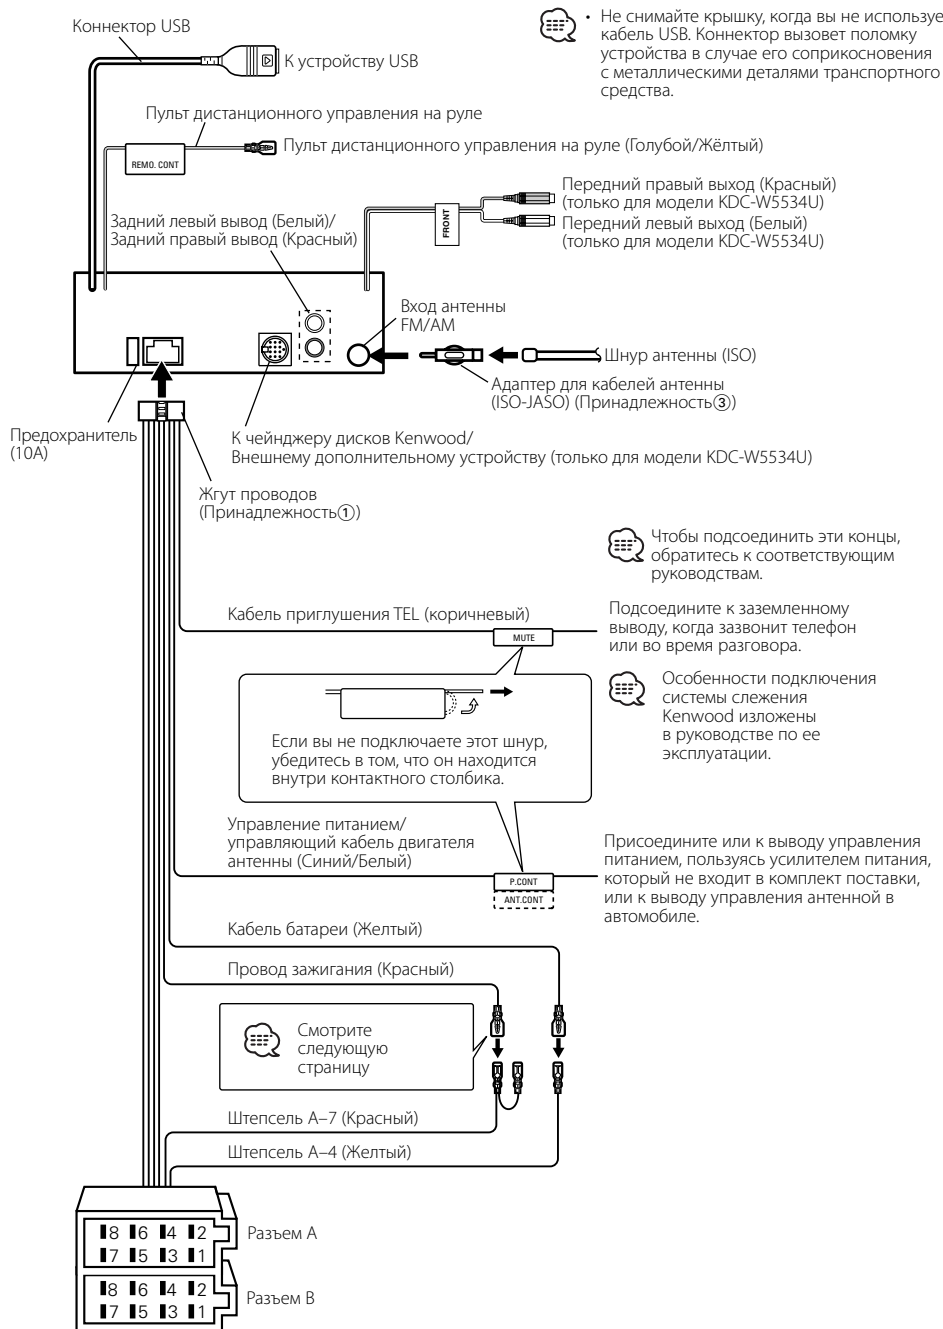 Коннектор USB
К устройству USB
• Не снимайте крышку, когда вы не используе
кабель USB. Коннектор вызовет поломку
устройства в случае его соприкосновения
с металлическими деталями транспортного
средства.
Пульт дистанционного управления на руле
REMO. CONT
Пульт дистанционного управления на руле (Голубой/Жёлтый)
Передний правый выход (Красный)
(только для модели KDC-W5534U)
Передний левый выход (Белый)
(только для модели KDC-W5534U)
FRONT
Задний левый вывод (Белый)/
Задний правый вывод (Красный)
Вход антенны
FM/AM
Шнур антенны (ISO)
Адаптер для кабелей антенны
(ISO-JASO) (Принадлежность③)
Предохранитель
(10A)
К чейнджеру дисков Kenwood/
Внешнему дополнительному устройству (только для модели KDC-W5534U)
Жгут проводов
(Принадлежность①)
Чтобы подсоединить эти концы,
обратитесь к соответствующим
руководствам.
Кабель приглушения TEL (коричневый)
MUTE
Подсоедините к заземленному
выводу, когда зазвонит телефон
или во время разговора.
Особенности подключения
системы слежения
Kenwood изложены
в руководстве по ее
эксплуатации.
Если вы не подключаете этот шнур,
убедитесь в том, что он находится
внутри контактного столбика.
Управление питанием/
управляющий кабель двигателя
антенны (Синий/Белый)
P.CONT
ANT.CONT
Присоедините или к выводу управления
питанием, пользуясь усилителем питания,
который не входит в комплект поставки,
или к выводу управления антенной в
автомобиле.
Кабель батареи (Желтый)
Провод зажигания (Красный)
Смотрите
следующую
страницу
Штепсель A–7 (Красный)
Штепсель A–4 (Желтый)
8 6 4 2
7 5 3 1
Разъем A
8 6 4 2
7 5 3 1
Разъем B